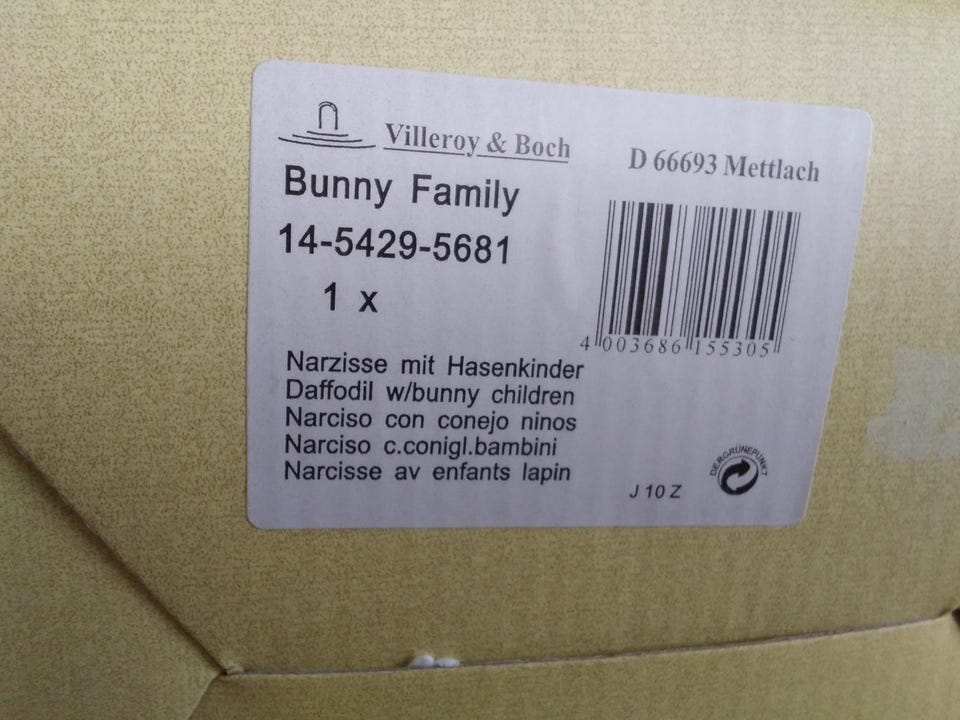 Villeroy & Boch
D 66693 Mettlach
Bunny Family
14-5429-5681
1 x
4 003686 155305
Narzisse mit Hasenkinder
Daffodil w/bunny children
Narciso con conejo ninos
Narciso c.conigl.bambini
Narcisse av enfants lapin
J 10 Z
DER GRÜNE PUNKT